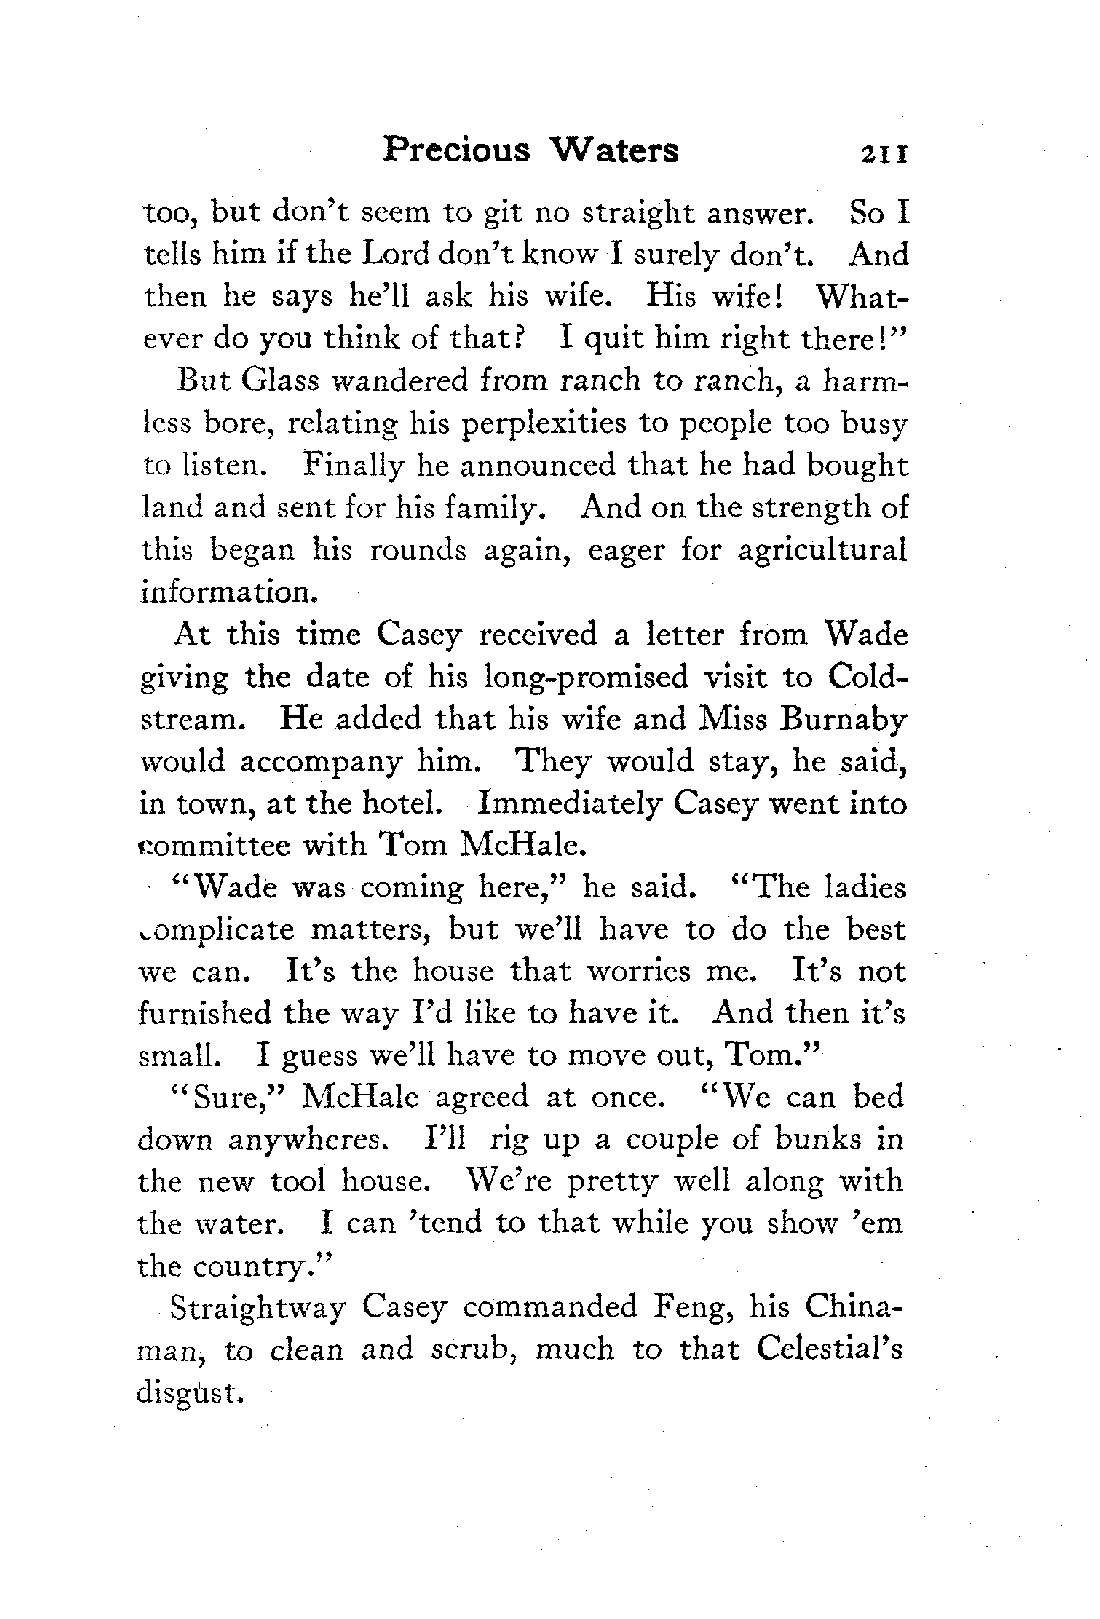 Precious Waters 211
too, but don't seem to git no straight answer. So I
tells him if the Lord don't know I surely don't. And
then he says he'll ask his wife. His wife! What-
ever do you think of that? I quit him right there!"
But Glass wandered from ranch to ranch, a harm-
less bore, relating his perplexities to people too busy
to listen. Finally he announced that he had bought
land and sent for his family. And on the strength of
this began his rounds again, eager for agricultural
information.
At this time Casey received a letter from Wade
giving the date of his long-promised visit to Cold-
stream. He added that his wife and Miss Burnaby
would accompany him. They would stay, he said,
in town, at the hotel. Immediately Casey went into
committee with Tom McHale.
"Wade was coming here," he said. "The ladies
complicate matters, but we'll have to do the best
we can. It's the house that worries me. It's not
furnished the way I'd like to have it. And then it's
small. I guess we'll have to move out, Tom."
"Sure," McHale agreed at once. "We can bed
down anywheres. I'll rig up a couple of bunks in
the new tool house. We're pretty well along with
the water. I can 'tend to that while you show 'em
the country."
Straightway Casey commanded Feng, his China-
man, to clean and scrub, much to that Celestial's
disgust.